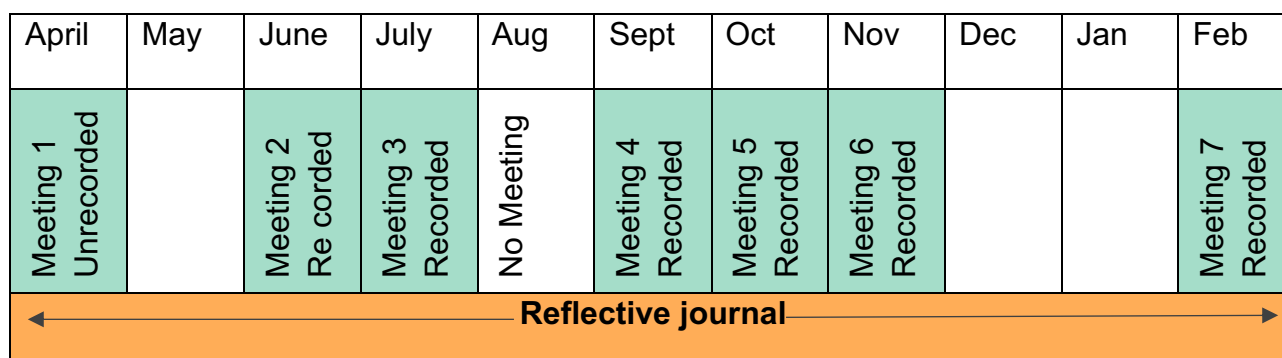 April May June July Aug Sept Oct Nov Dec Jan Feb
Meeting 1
Unrecorded
Meeting 2
Re corded
Meeting 3
Recorded
No Meeting
Meeting 4
Recorded
Meeting 5
Recorded
Meeting 6
Recorded
Meeting 7
Recorded
Reflective journal